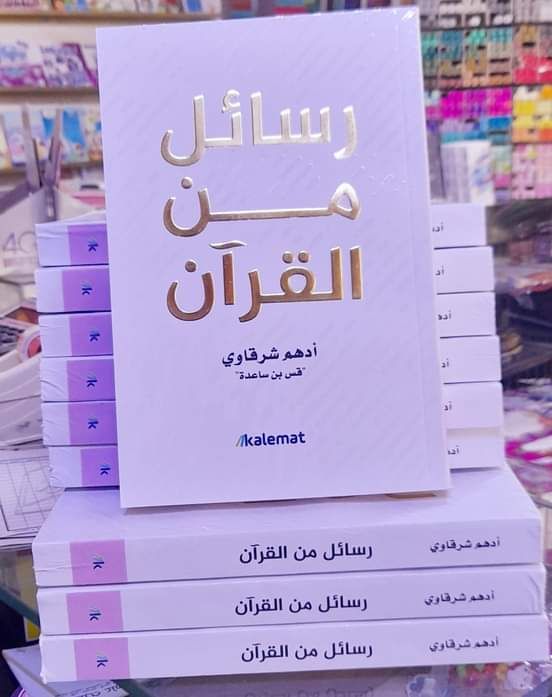 رسائل
من
القرآن
أدهم شرقاوي
"قس بن ساعدة"
kalemat
أدهم شرقاوي رسائل من القرآن k
أدهم شرقاوي رسائل من القرآن k
أدهم شرقاوي رسائل من القرآن k